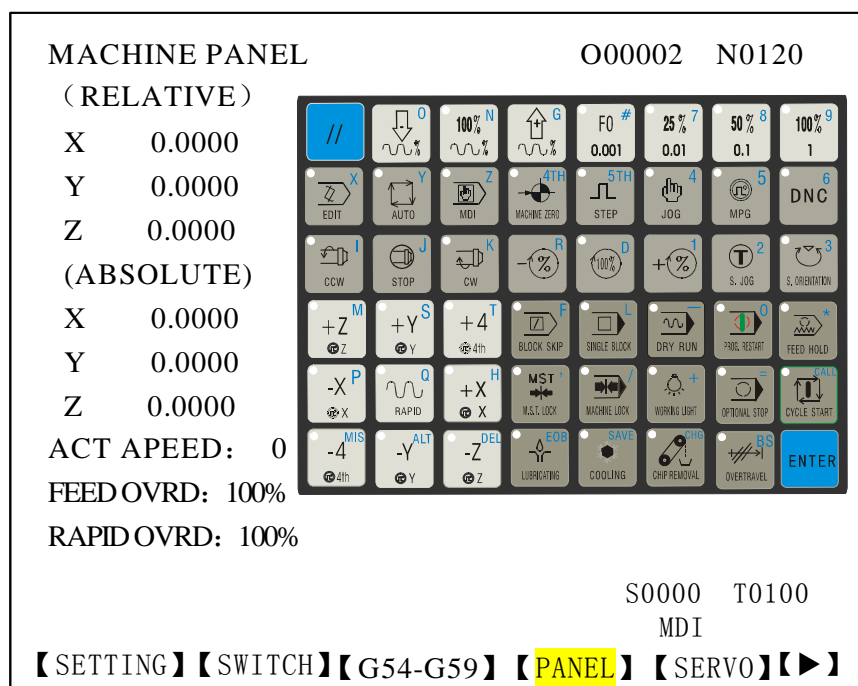 MACHINE PANEL O00002 N0120
（RELATIVE）
X 0.0000
Y 0.0000
Z 0.0000
(ABSOLUTE)
X 0.0000
Y 0.0000
Z 0.0000
ACT APEED： 0
FEED OVRD：100%
RAPID OVRD：100%
// O % 100% N % G % F0 # 0.001 25% 7 0.01 50% 8 0.1 100% 9 1
X EDIT Y AUTO Z MDI 4TH MACHINE ZERO 5TH STEP 4 JOG 5 MPG 6 DNC
I CCW J STOP K CW R -% D 100% 1 +% T 2 S. JOG 3 S. ORIENTATION
+Z M Z +Y S Y +4 T 4th F BLOCK SKIP L SINGLE BLOCK — DRY RUN O PROG. RESTART * FEED HOLD
-X P X Q RAPID +X H X MST ' M.S.T. LOCK / MACHINE LOCK + WORKING LIGHT = OPTIONAL STOP CALL CYCLE START
-4 MIS 4th -Y ALT Y -Z DEL Z EOB LUBRICATING SAVE COOLING CHG CHIP REMOVAL BS OVERTRAVEL ENTER
S0000 T0100
MDI
【SETTING】【SWITCH】【G54-G59】【PANEL】【SERVO】【▶】